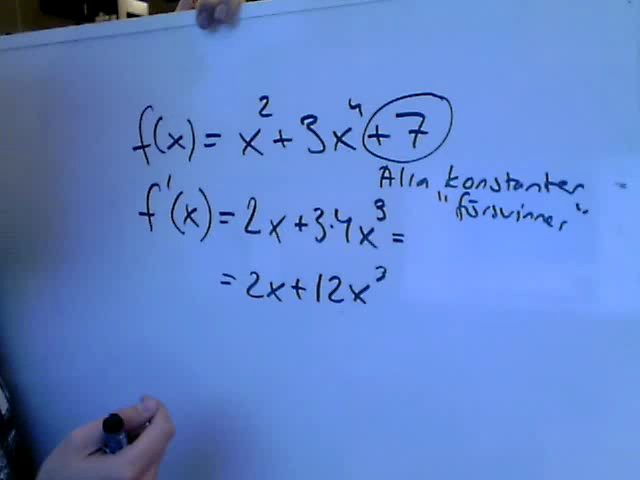 f(x) = x² + 3x⁴ + 7
Alla konstanter
"försvinner"
f'(x) = 2x + 3·4x³ =
= 2x + 12x³